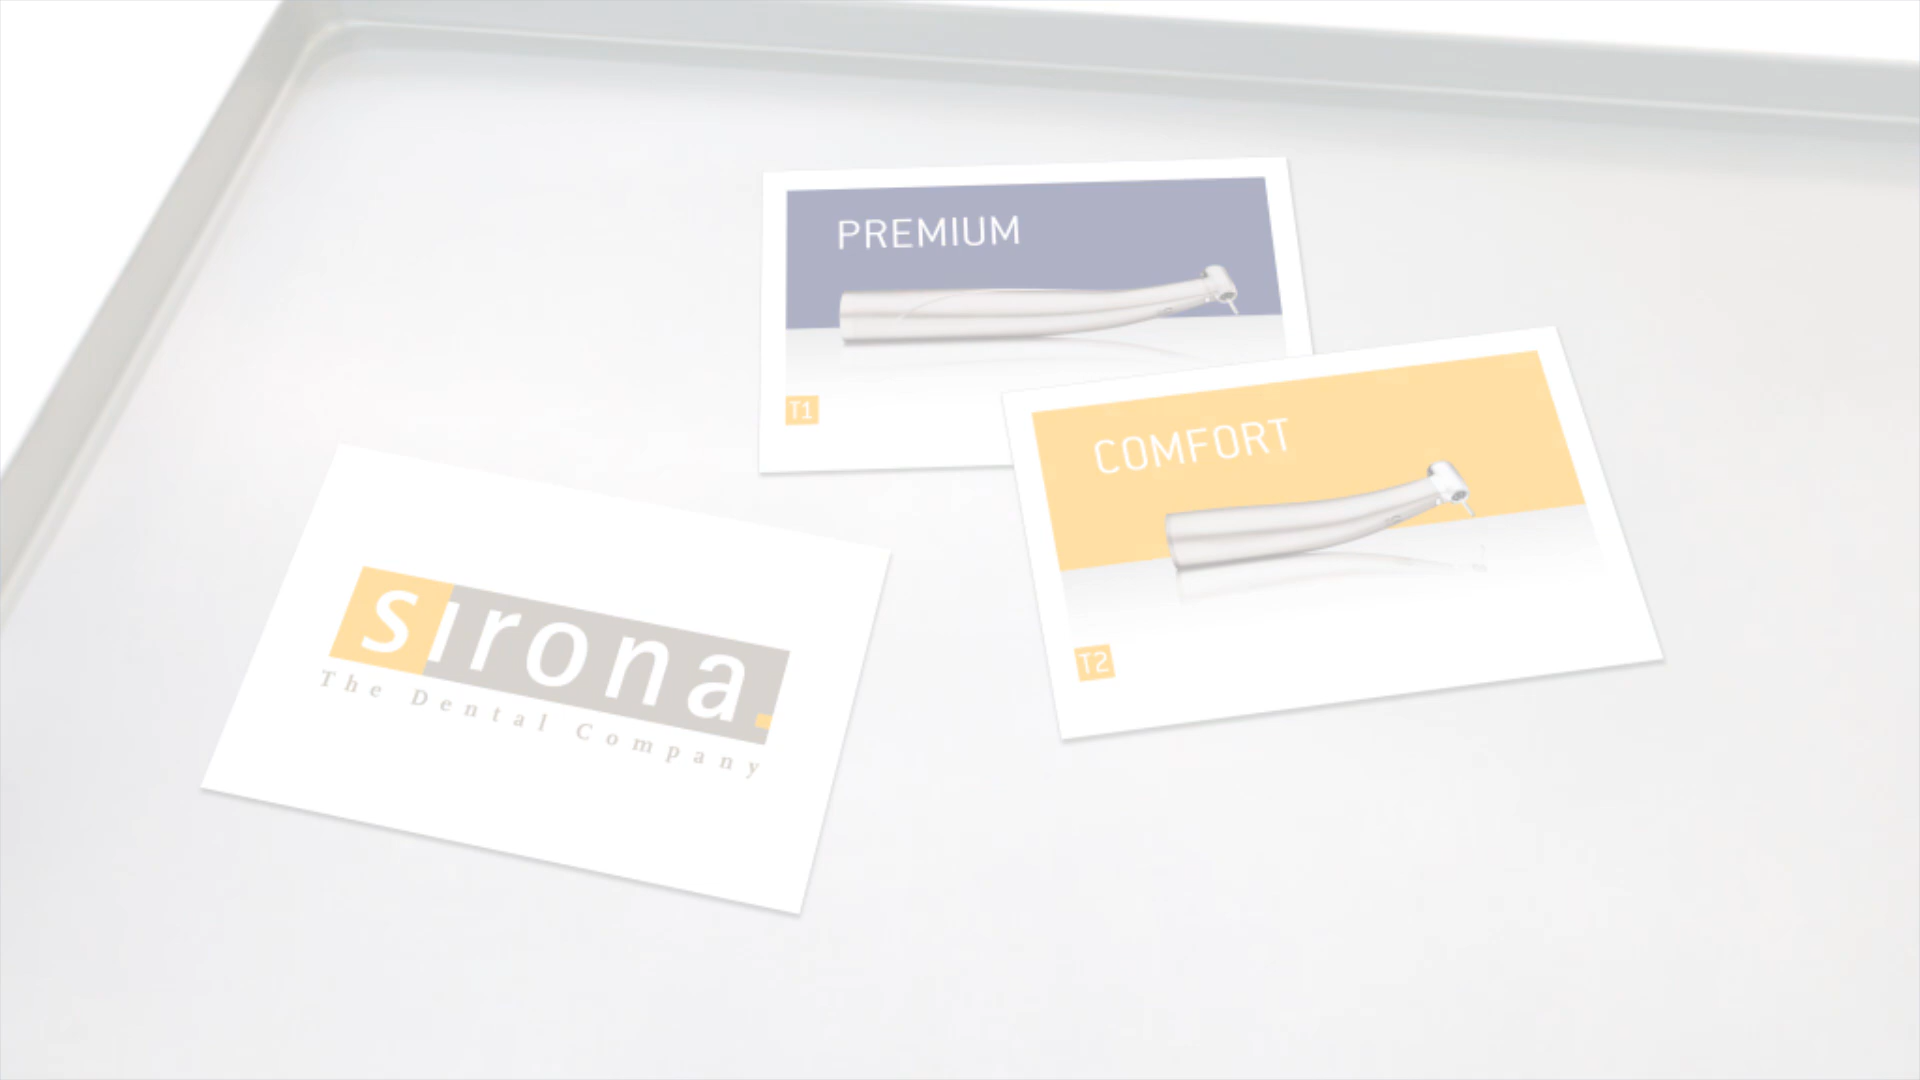 PREMIUM
T1
COMFORT
T2
sirona.
The Dental Company